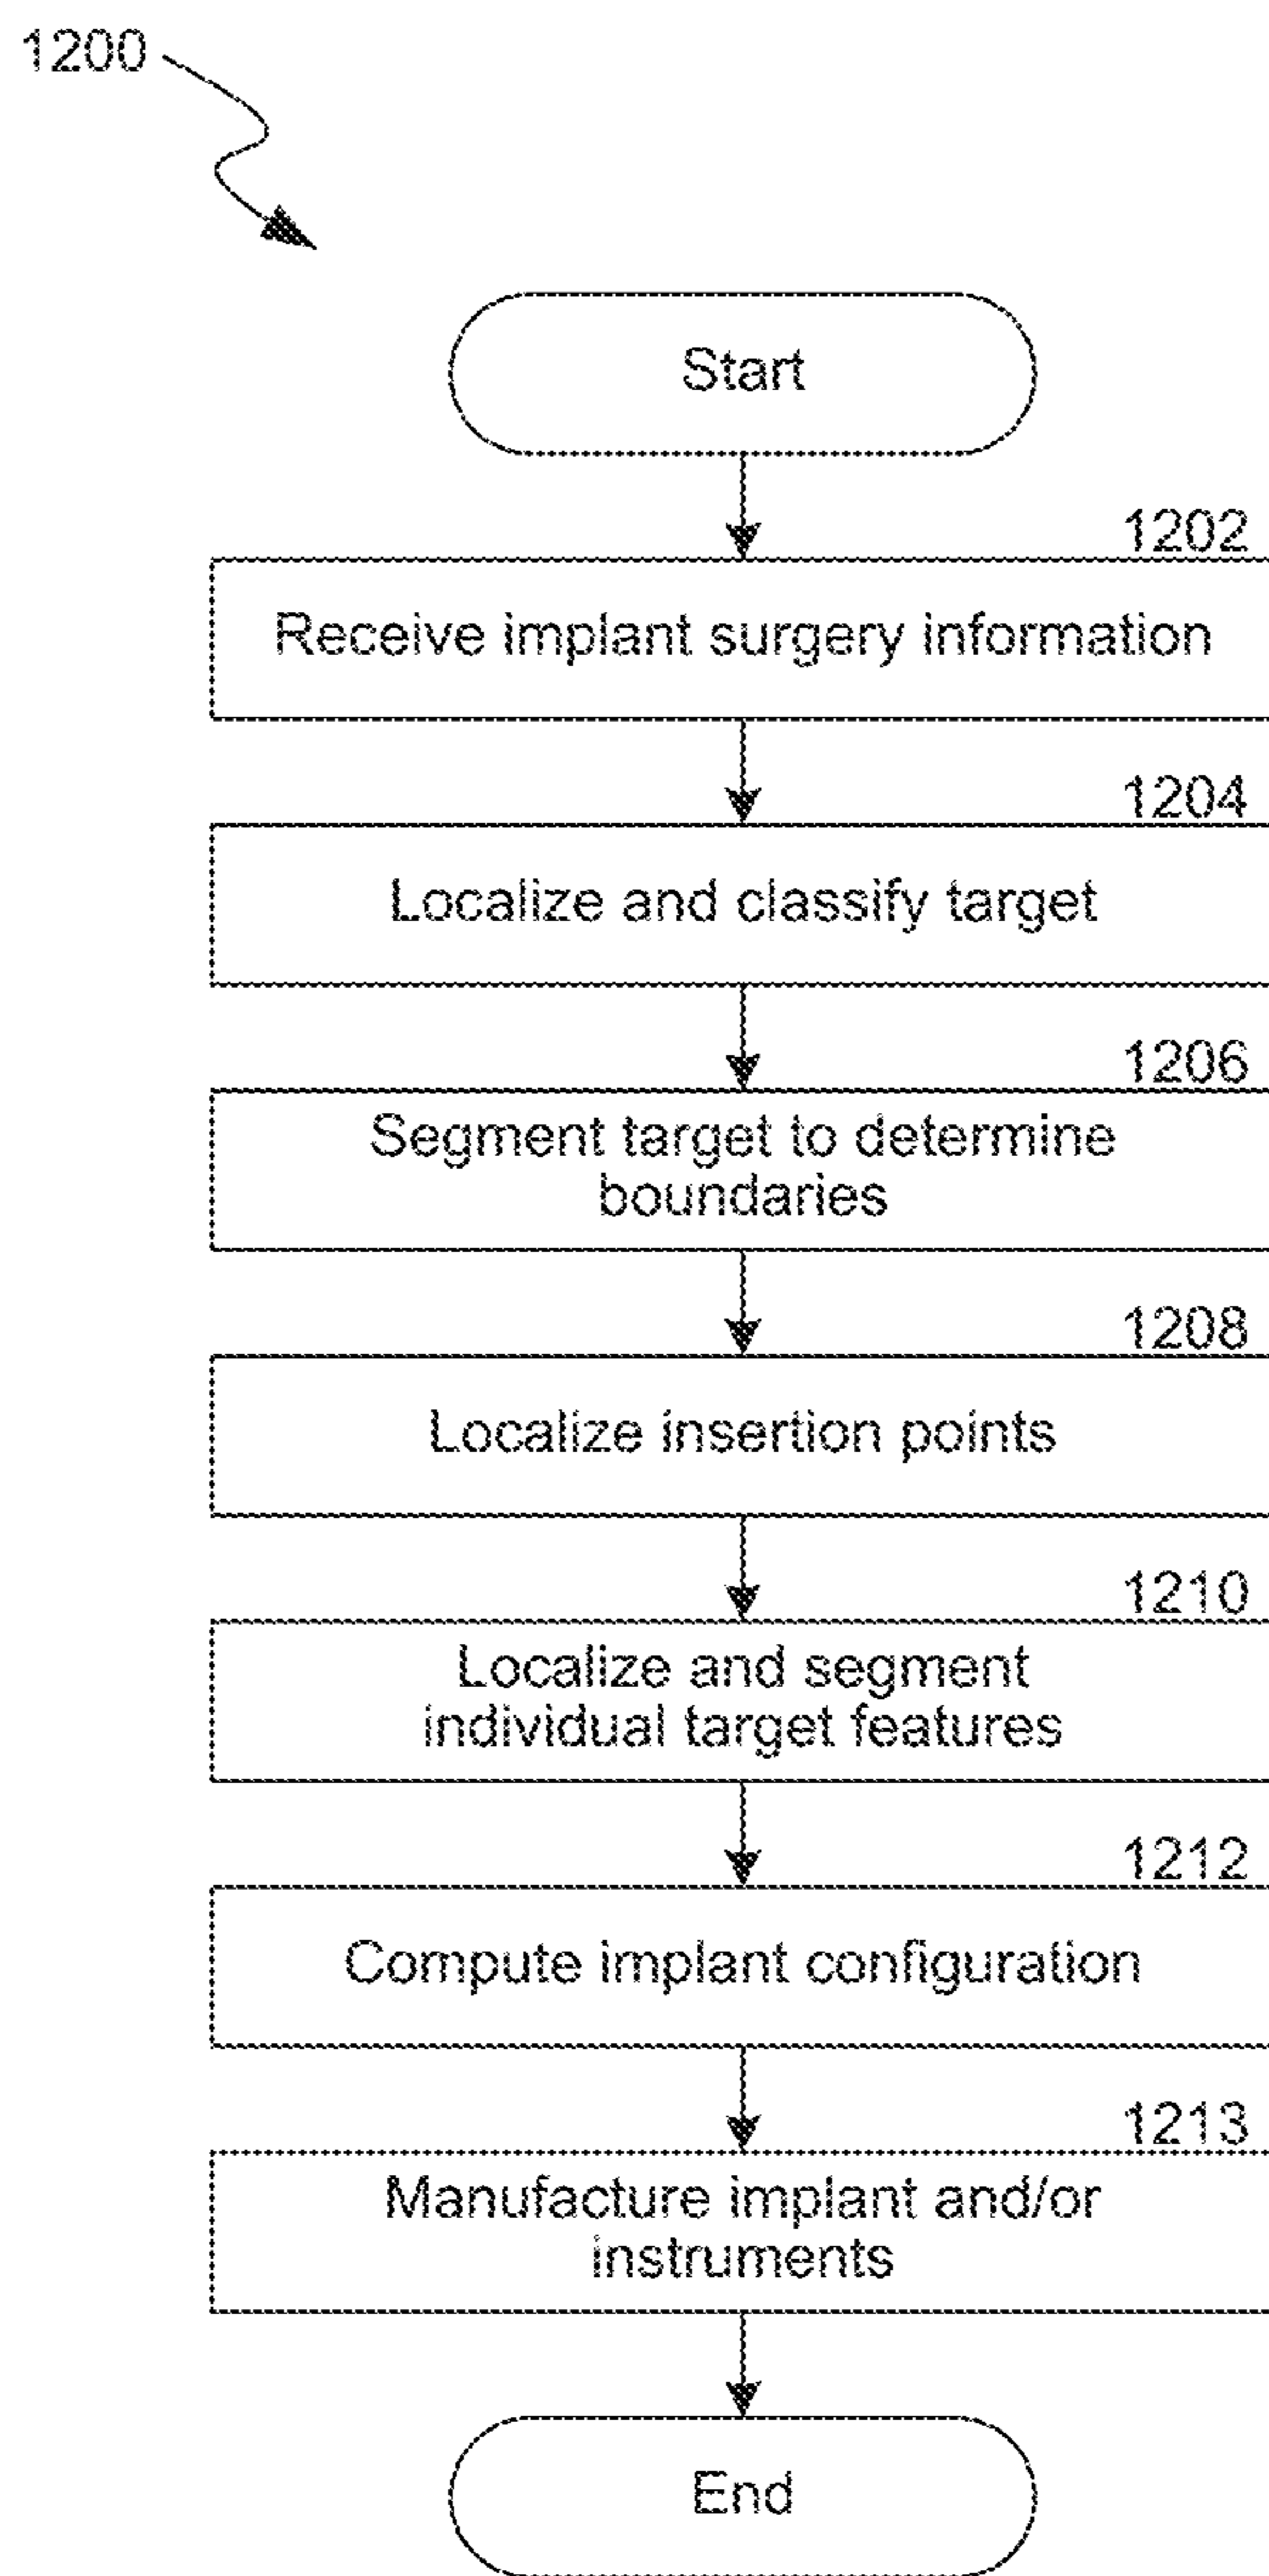 1200
Start
1202
Receive implant surgery information
1204
Localize and classify target
1206
Segment target to determine
boundaries
1208
Localize insertion points
1210
Localize and segment
individual target features
1212
Compute implant configuration
1213
Manufacture implant and/or
instruments
End